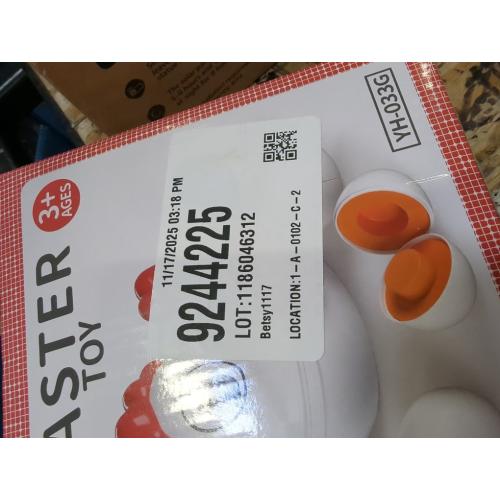 3+
AGES
ASTER
TOY
11/17/2025 03:18 PM
9244225
LOT:1186046312
Betsy1117
LOCATION:1-A-0102-C-2
YH-033G